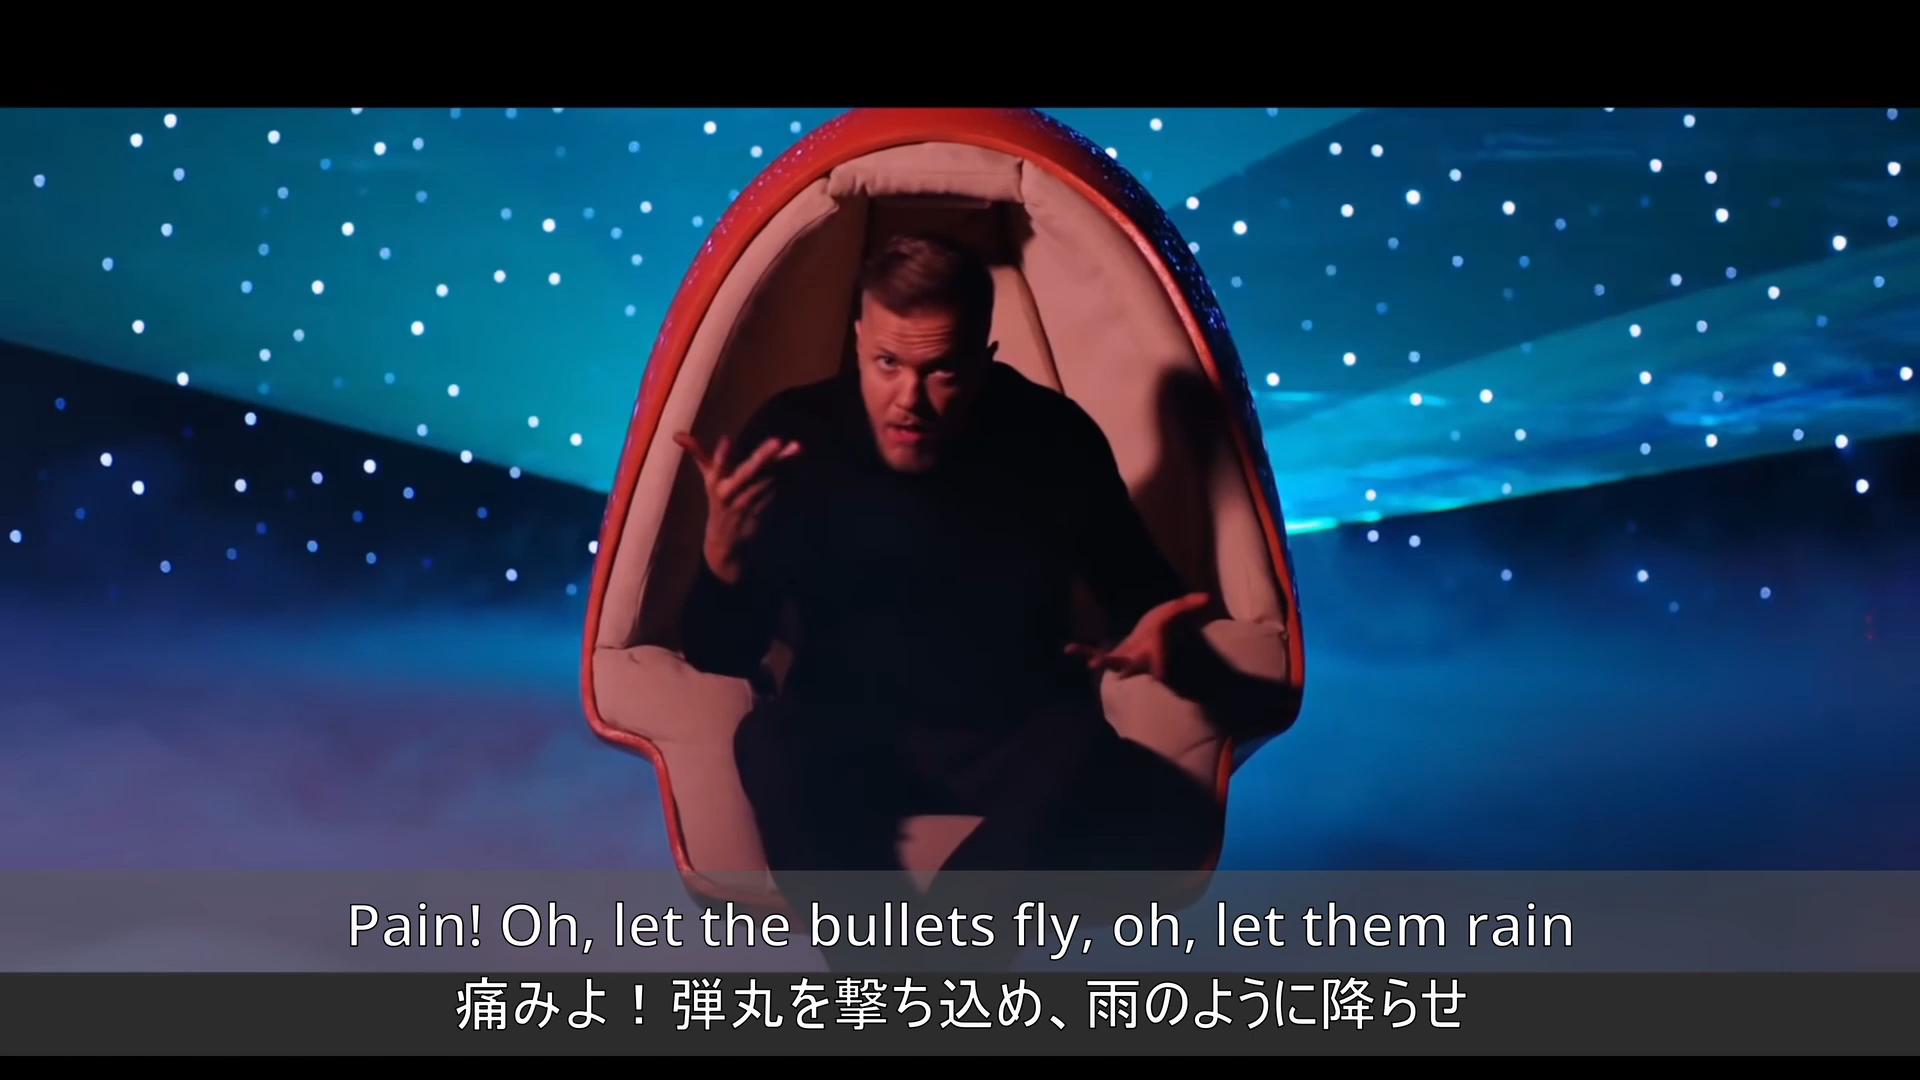 Pain! Oh, let the bullets fly, oh, let them rain
痛みよ！弾丸を撃ち込め、雨のように降らせ